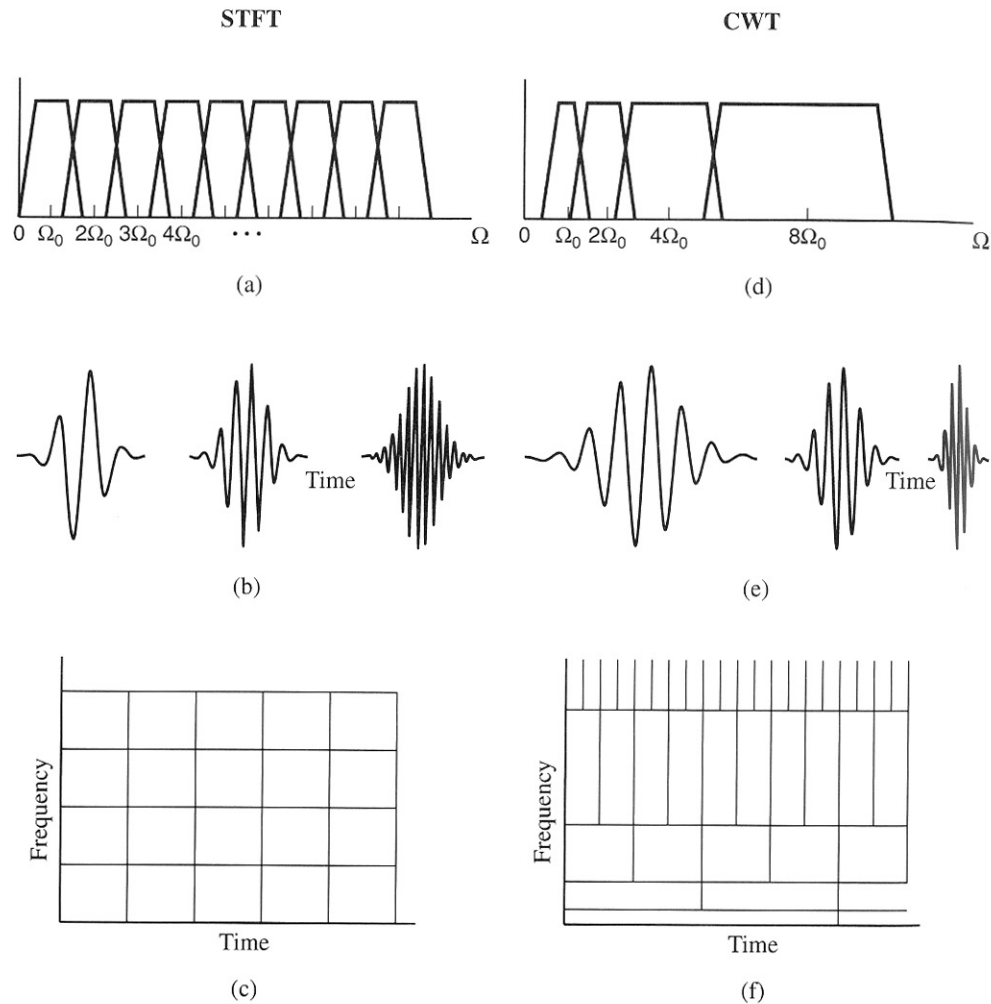 STFT
CWT
0 Ω₀ 2Ω₀ 3Ω₀ 4Ω₀ ... Ω
0 Ω₀ 2Ω₀ 4Ω₀ 8Ω₀ Ω
(a)
(d)
Time
Time
(b)
(e)
Frequency
Time
Frequency
Time
(c)
(f)